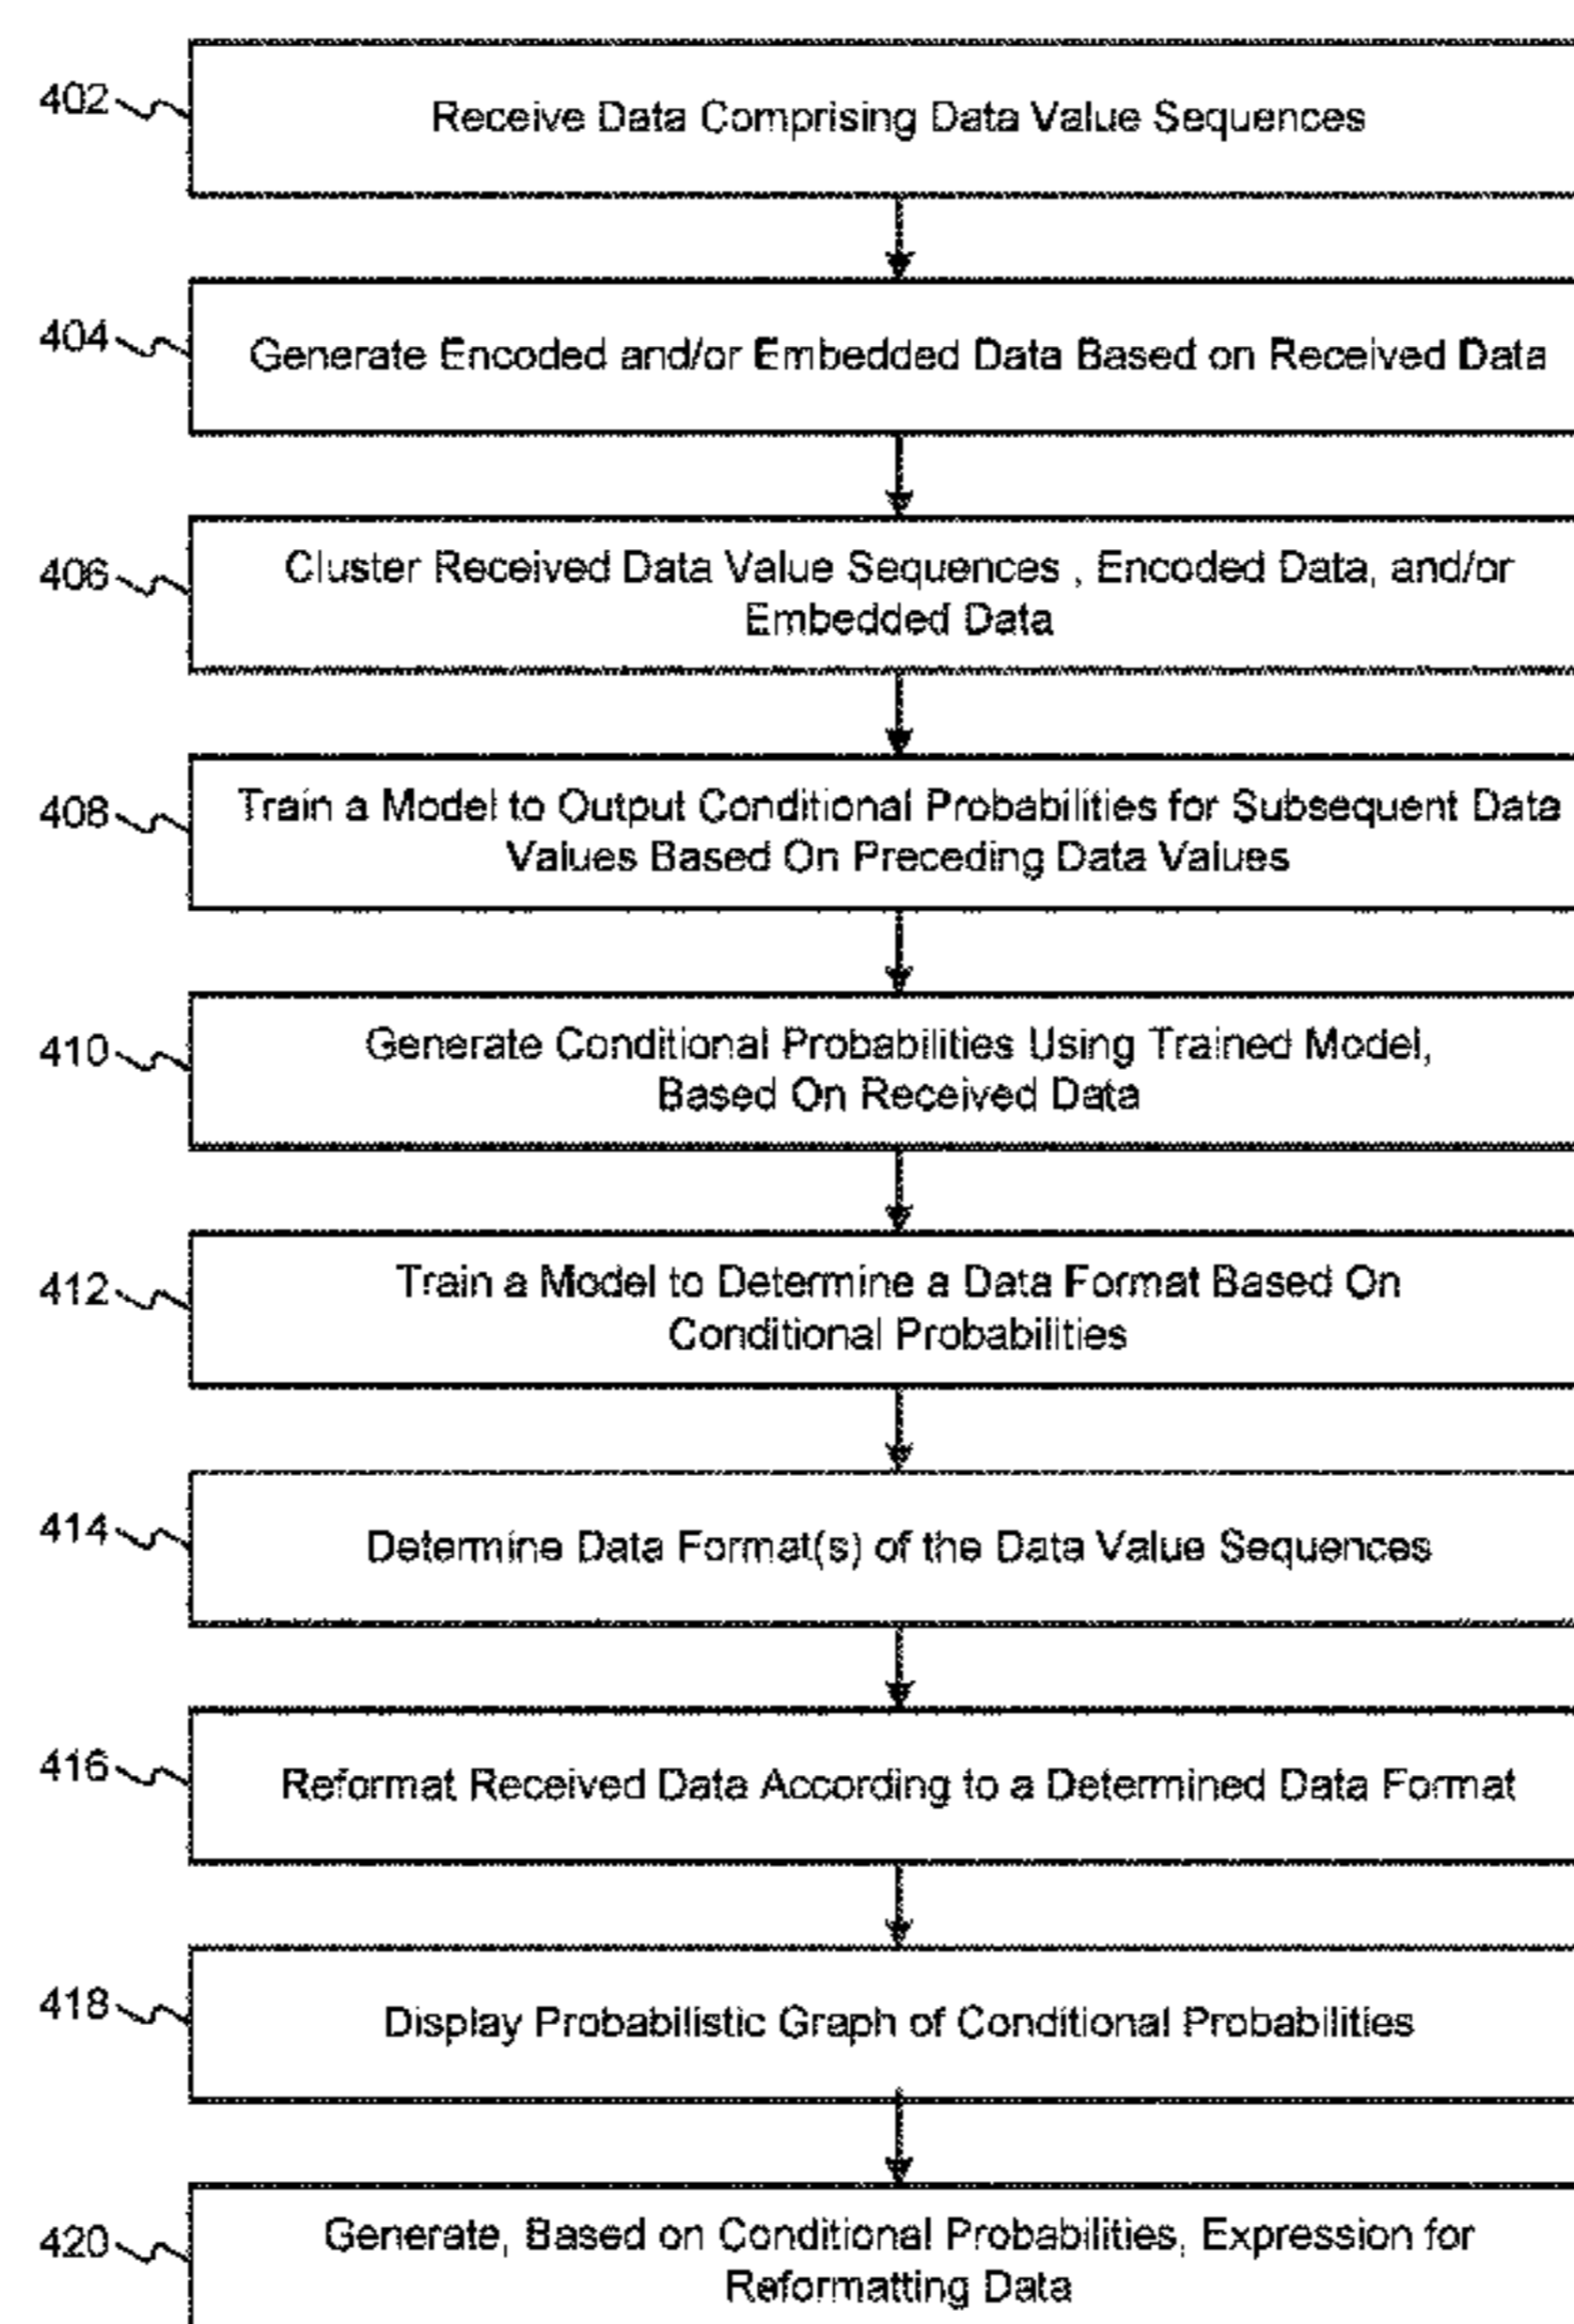 402
Receive Data Comprising Data Value Sequences
404
Generate Encoded and/or Embedded Data Based on Received Data
406
Cluster Received Data Value Sequences , Encoded Data, and/or
Embedded Data
408
Train a Model to Output Conditional Probabilities for Subsequent Data
Values Based On Preceding Data Values
410
Generate Conditional Probabilities Using Trained Model,
Based On Received Data
412
Train a Model to Determine a Data Format Based On
Conditional Probabilities
414
Determine Data Format(s) of the Data Value Sequences
416
Reformat Received Data According to a Determined Data Format
418
Display Probabilistic Graph of Conditional Probabilities
420
Generate, Based on Conditional Probabilities, Expression for
Reformatting Data